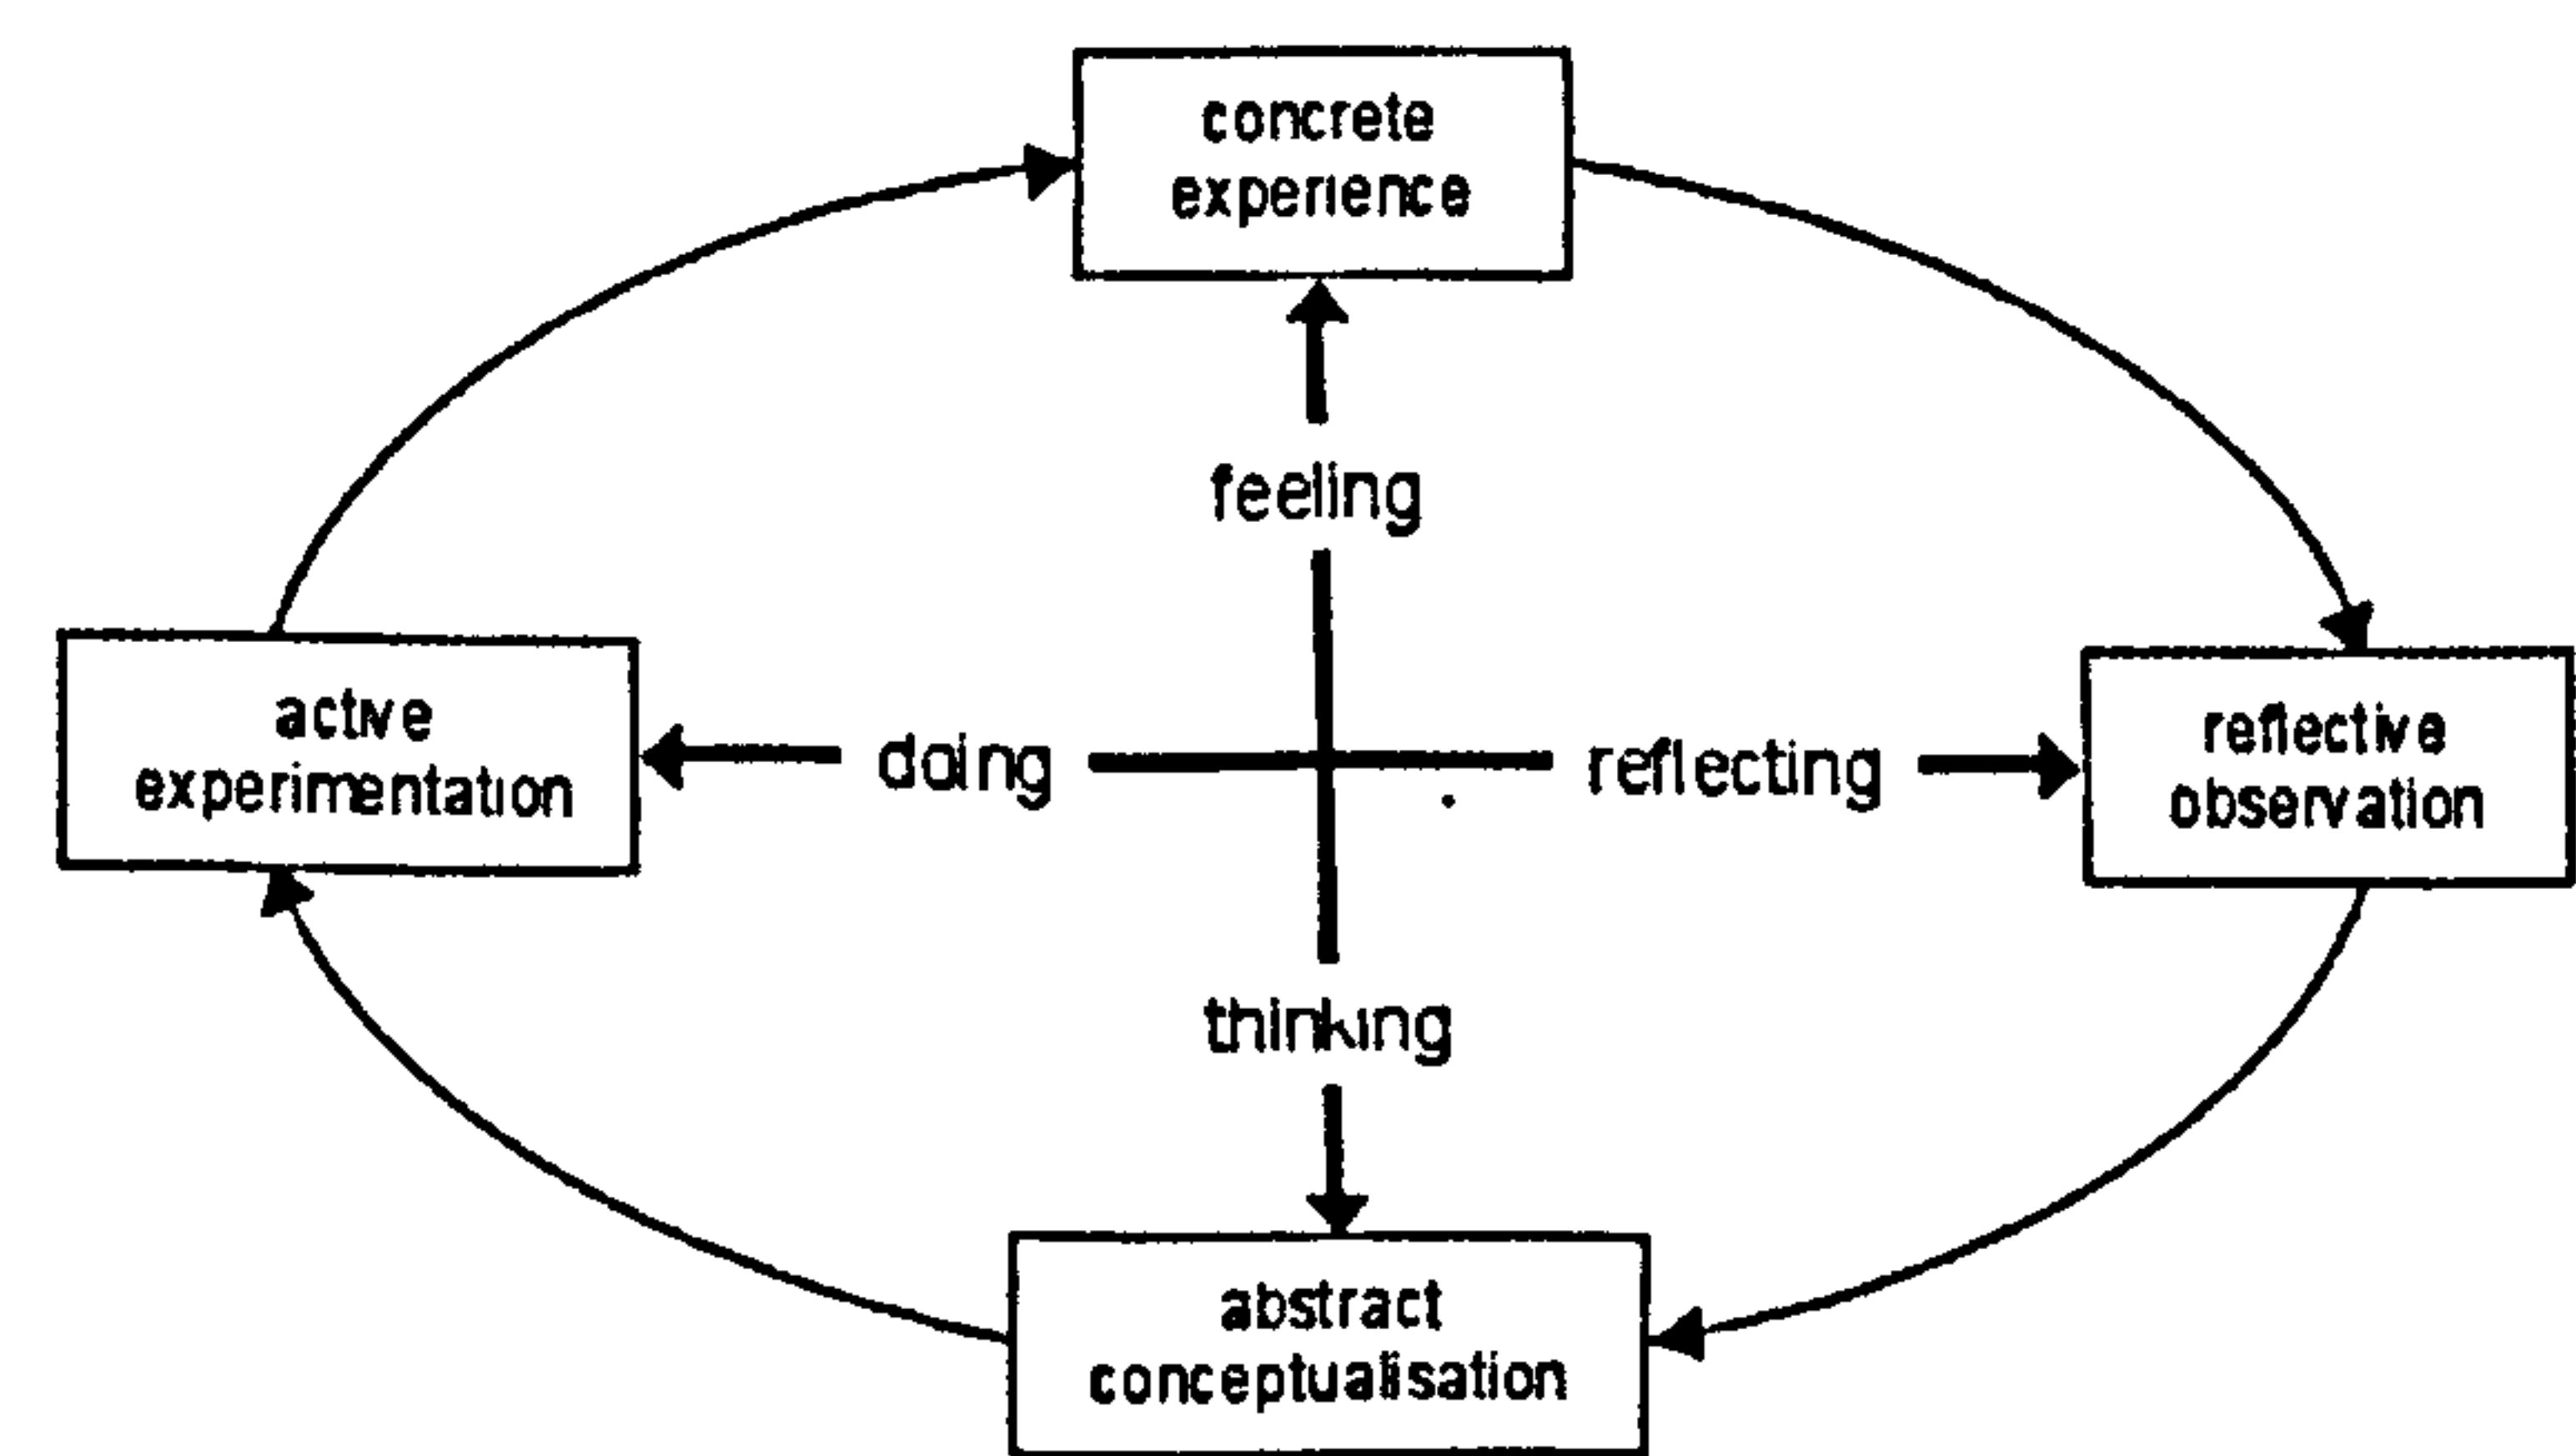 concrete
experience
feeling
active
experimentation
doing
reflecting
reflective
observation
thinking
abstract
conceptualisation